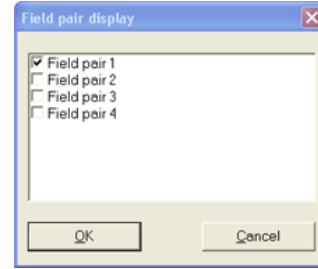 Field pair display
Field pair 1
Field pair 2
Field pair 3
Field pair 4
OK
Cancel